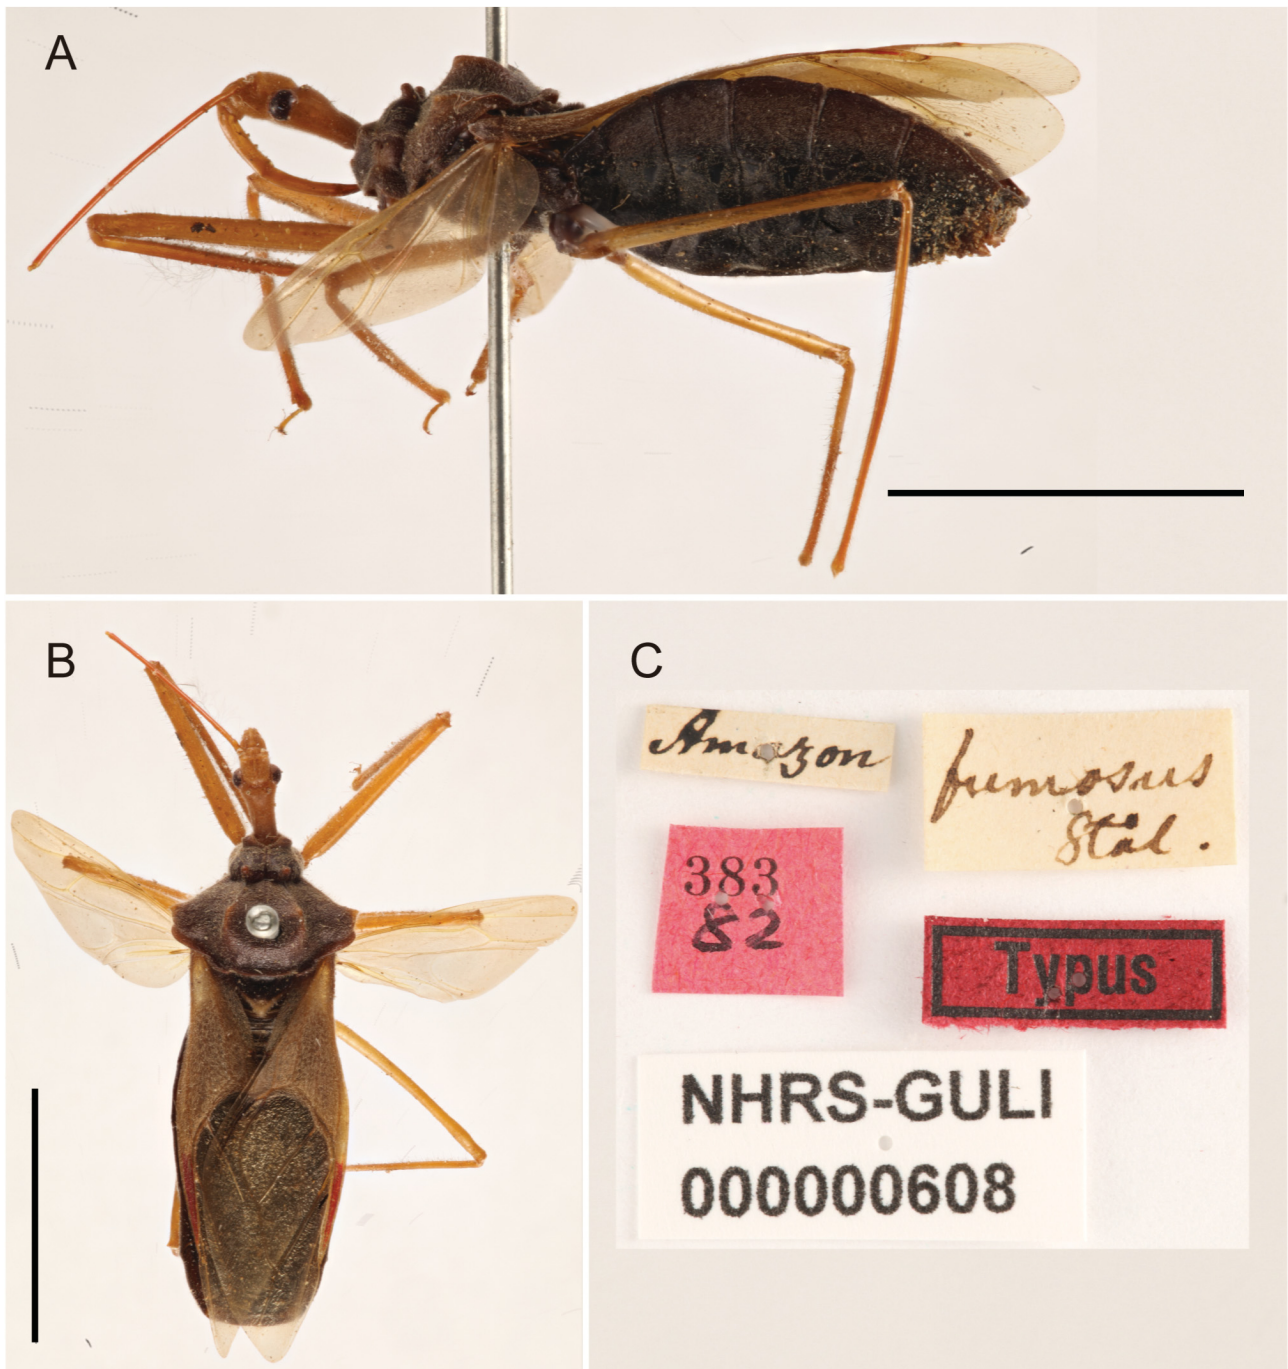 A
B
C
Amazon
fumosus
Stål.
383
82
Typus
NHRS-GULI
000000608